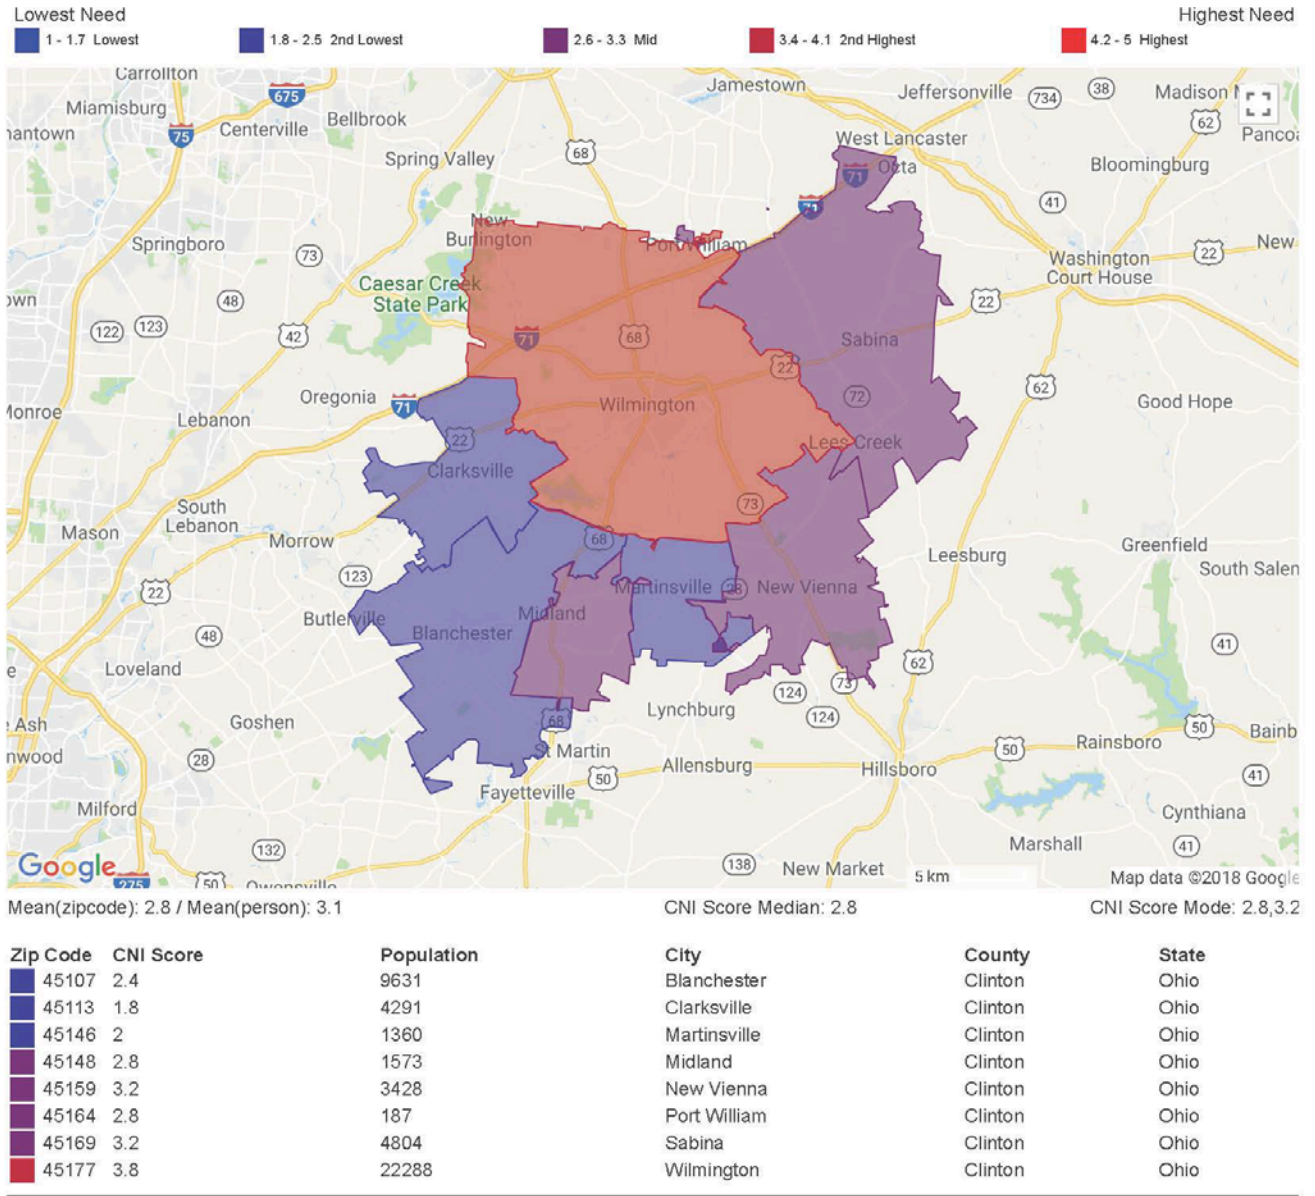 Lowest Need Highest Need
1 - 1.7 Lowest 1.8 - 2.5 2nd Lowest 2.6 - 3.3 Mid 3.4 - 4.1 2nd Highest 4.2 - 5 Highest
Carrollton
675
Miamisburg
75
Centerville
Bellbrook
Spring Valley
68
Jamestown
Jeffersonville
734
38
Madison
62
West Lancaster
Octa
71
Bloomingburg
41
71
New
Burlington
Port William
Springboro
73
Caesar Creek
State Park
48
122
123
42
Washington
Court House
22
New
22
71
68
Sabina
22
72
62
Monroe
Oregonia
71
Lebanon
Wilmington
Good Hope
22
Clarksville
Lees Creek
South
Lebanon
Mason
Morrow
73
68
Leesburg
Greenfield
South Salen
123
22
Butlerville
48
Blanchester
Midland
Martinsville
28
New Vienna
41
62
Loveland
Ash
Goshen
28
68
Lynchburg
124
73
124
St Martin
50
Allensburg
Hillsboro
50
Rainsboro
50
Bainb
41
Fayetteville
Milford
Cynthiana
132
Marshall
41
138
New Market
Google
275
50
Owensville
5 km
Map data ©2018 Google
Mean(zipcode): 2.8 / Mean(person): 3.1 CNI Score Median: 2.8 CNI Score Mode: 2.8,3.2
Zip Code CNI Score Population City County State
45107 2.4 9631 Blanchester Clinton Ohio
45113 1.8 4291 Clarksville Clinton Ohio
45146 2 1360 Martinsville Clinton Ohio
45148 2.8 1573 Midland Clinton Ohio
45159 3.2 3428 New Vienna Clinton Ohio
45164 2.8 187 Port William Clinton Ohio
45169 3.2 4804 Sabina Clinton Ohio
45177 3.8 22288 Wilmington Clinton Ohio